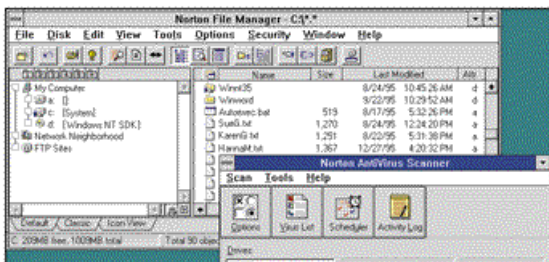 Norton File Manager - C:\*.*
File Disk Edit View Tools Options Security Window Help
Name Size Last Modified Attr
My Computer
a: []
c: [System]
d: [Windows NT SDK]
Network Neighborhood
FTP Sites
Winnt35 8/24/95 10:45:26 AM d
Winword 9/22/95 10:29:52 AM d
Autoexec.bat 519 8/17/95 5:32:26 PM a
SueG.txt 1,270 8/24/95 12:24:20 PM a
KarenG.txt 1,251 8/22/95 5:31:38 PM a
HannaM.txt 1,367 12/27/95 4:20:32 PM a
Default Classic Icon View
C: 209MB free, 1009MB total Total 90 objec
Norton AntiVirus Scanner
Scan Tools Help
Options Virus List Scheduler Activity Log
Drives: